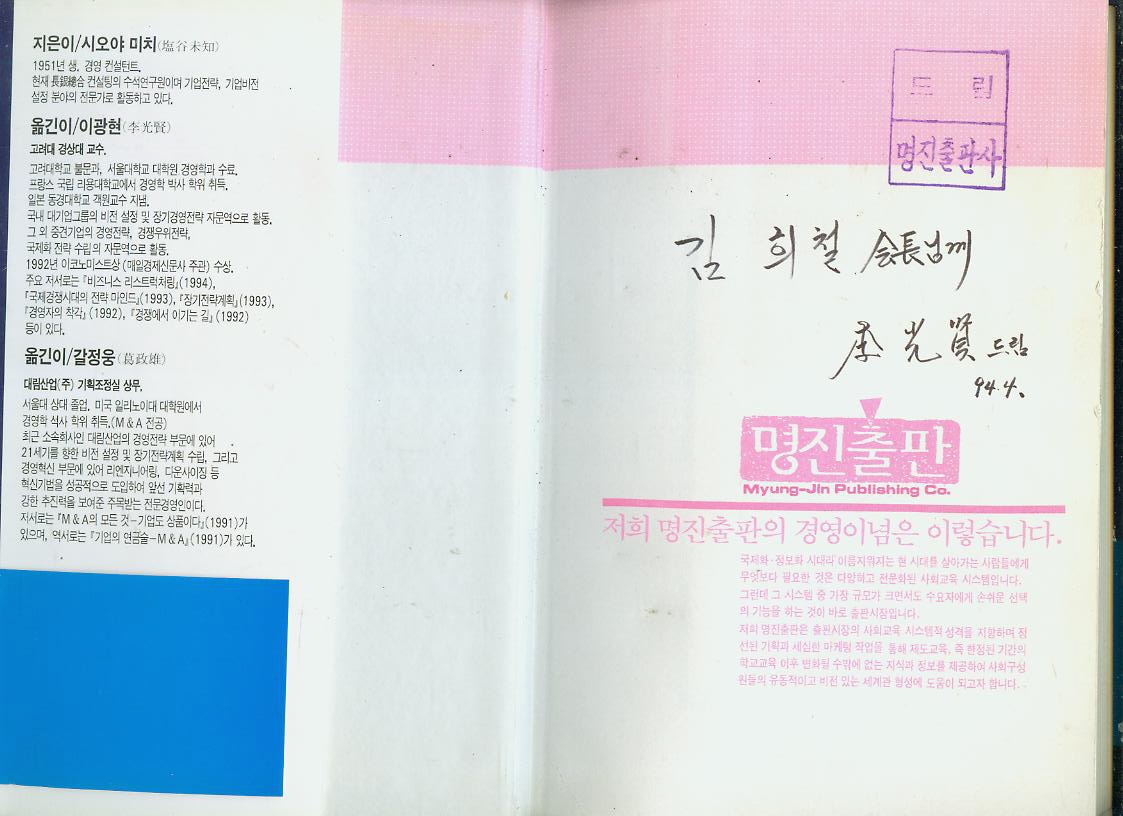 지은이/시오야 미치(塩谷未知)
1951년 생. 경영 컨설턴트.
현재 長銀總合 컨설팅의 수석연구원이며 기업전략, 기업비전
설정 분야의 전문가로 활동하고 있다.
옮긴이/이광현(李光賢)
고려대 경상대 교수.
고려대학교 불문과, 서울대학교 대학원 경영학과 수료.
프랑스 국립 리용대학교에서 경영학 박사 학위 취득.
일본 동경대학교 객원교수 지냄.
국내 대기업그룹의 비전 설정 및 장기경영전략 자문역으로 활동.
그 외 중견기업의 경영전략, 경쟁우위전략,
국제화 전략 수립의 자문역으로 활동.
1992년 이코노미스트상 (매일경제신문사 주관) 수상.
주요 저서로는 『비즈니스 리스트럭처링』(1994),
『국제경쟁시대의 전략 마인드』(1993), 『장기전략계획』(1993),
『경영자의 착각』(1992), 『경쟁에서 이기는 길』(1992)
등이 있다.
옮긴이/갈정웅(葛政雄)
대림산업(주) 기획조정실 상무.
서울대 상대 졸업. 미국 일리노이대 대학원에서
경영학 석사 학위 취득.(M & A 전공)
최근 소속회사인 대림산업의 경영전략 부문에 있어
21세기를 향한 비전 설정 및 장기전략계획 수립, 그리고
경영혁신 부문에 있어 리엔지니어링, 다운사이징 등
혁신기법을 성공적으로 도입하여 앞선 기획력과
강한 추진력을 보여준 주목받는 전문경영인이다.
저서로는 『M & A의 모든 것-기업도 상품이다』(1991)가
있으며, 역서로는 『기업의 연금술-M & A』(1991)가 있다.
드 림
명진출판사
김 희철 会長님께
李光賢 드림
94.4.
명진출판
Myung-Jin Publishing Co.
저희 명진출판의 경영이념은 이렇습니다.
국제화·정보화 시대라 이름지워지는 현 시대를 살아가는 사람들에게
무엇보다 필요한 것은 다양하고 전문화된 사회교육 시스템입니다.
그런데 그 시스템 중 가장 규모가 크면서도 수요자에게 손쉬운 선택
의 기능을 하는 것이 바로 출판시장입니다.
저희 명진출판은 출판시장의 사회교육 시스템적 성격을 지향하며 정
선된 기획과 세심한 마케팅 작업을 통해 제도교육, 즉 한정된 기간의
학교교육 이후 변화될 수밖에 없는 지식과 정보를 제공하여 사회구성
원들의 유동적이고 비전 있는 세계관 형성에 도움이 되고자 합니다.